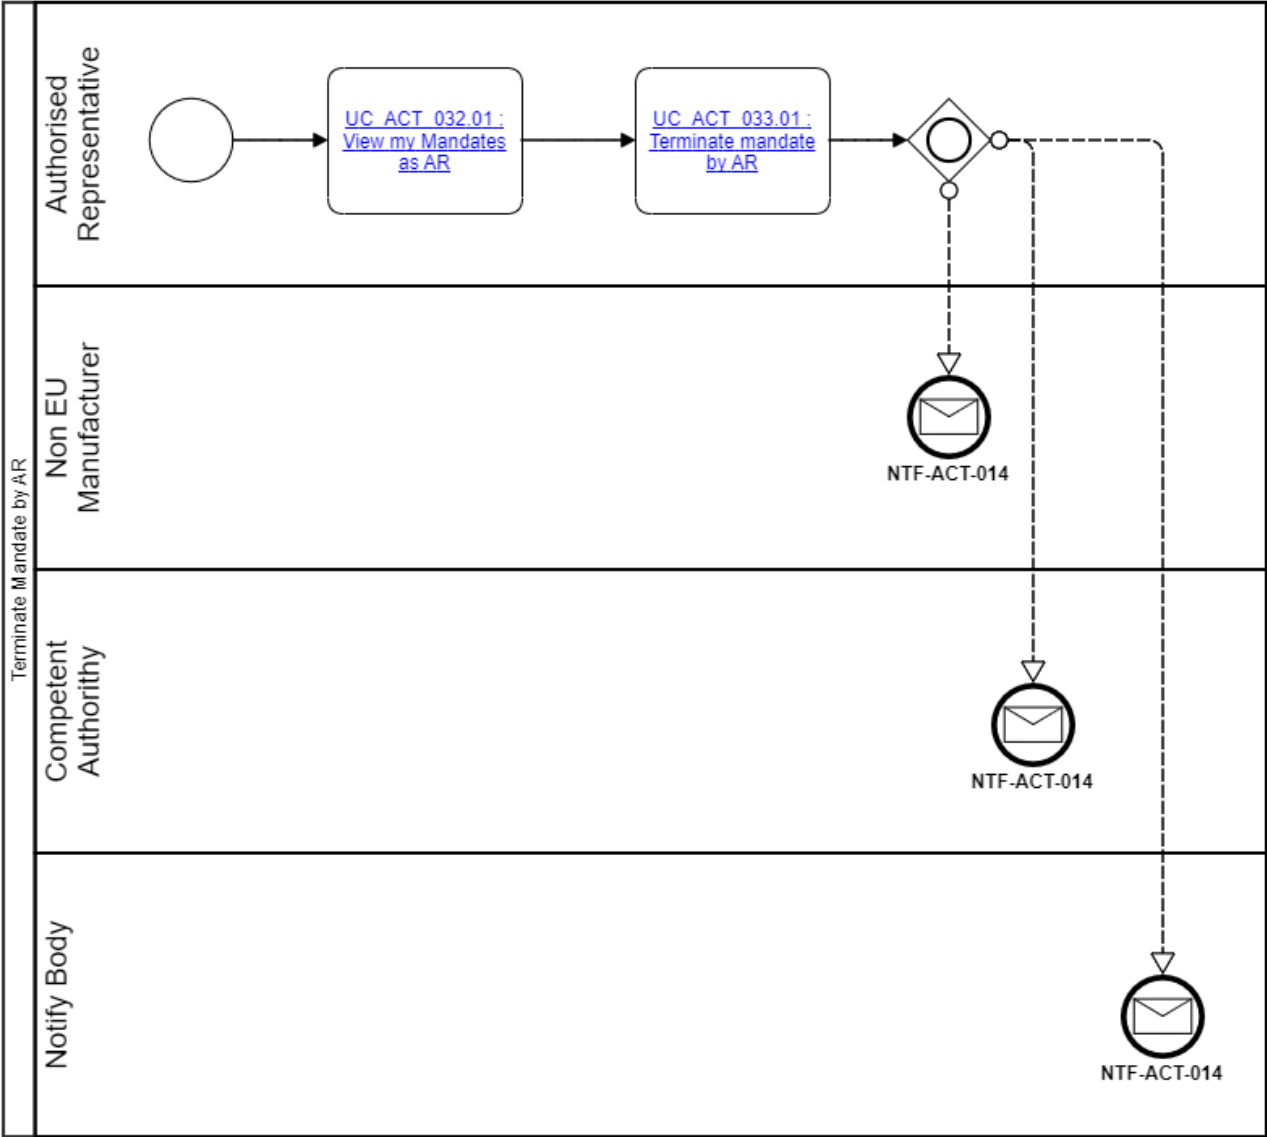 Terminate Mandate by AR
Authorised
Representative
UC_ACT_032.01 :
View my Mandates
as AR
UC_ACT_033.01 :
Terminate mandate
by AR
Non EU
Manufacturer
NTF-ACT-014
Competent
Authorithy
NTF-ACT-014
Notify Body
NTF-ACT-014